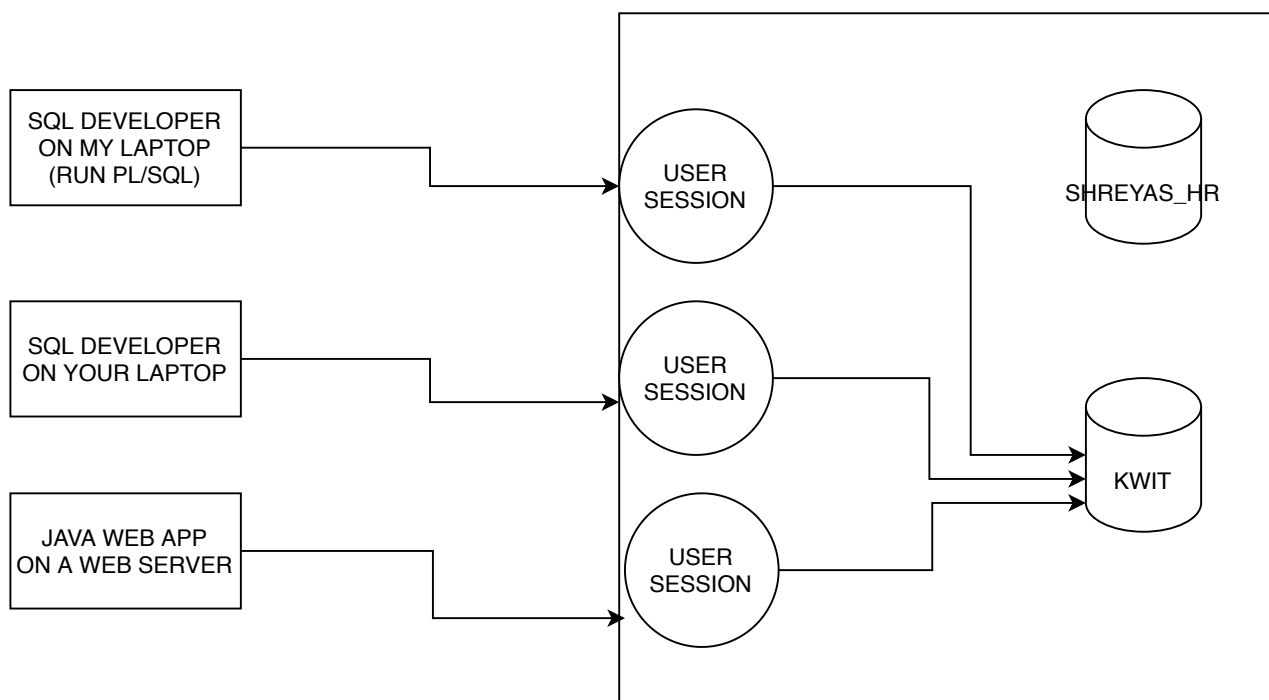 SQL DEVELOPER
ON MY LAPTOP
(RUN PL/SQL)
USER
SESSION
SHREYAS_HR
SQL DEVELOPER
ON YOUR LAPTOP
USER
SESSION
KWIT
JAVA WEB APP
ON A WEB SERVER
USER
SESSION